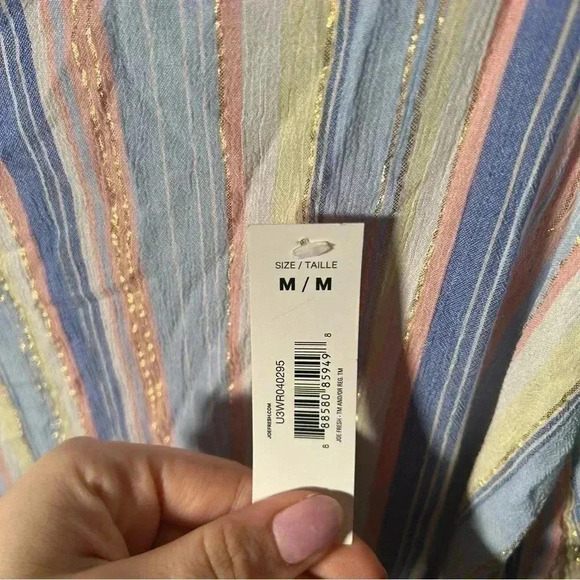 SIZE / TAILLE
M / M
JOEFRESH.COM
U3WR040295
8 88580 85949 8
JOE FRESH - TM AND/OR REG. TM